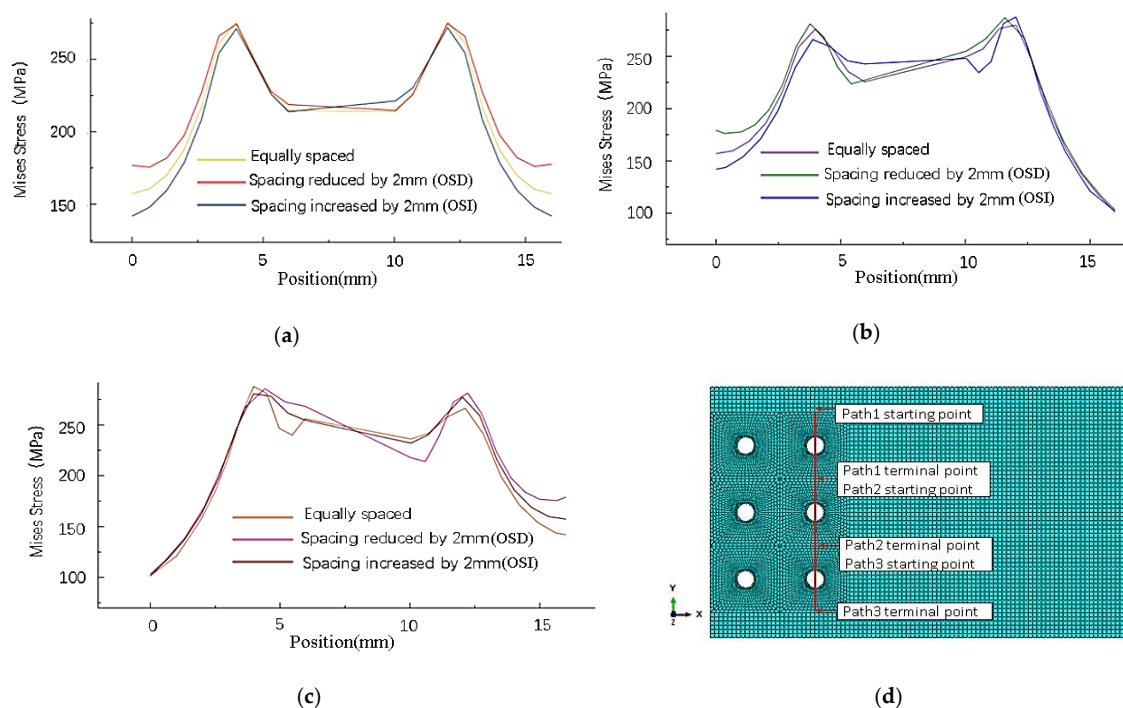 250
200
150
Mises Stress (MPa)
Equally spaced
Spacing reduced by 2mm (OSD)
Spacing increased by 2mm (OSI)
0
5
10
15
Position(mm)
(a)
250
200
150
100
Mises Stress (MPa)
Equally spaced
Spacing reduced by 2mm (OSD)
Spacing increased by 2mm (OSI)
0
5
10
15
Position(mm)
(b)
250
200
150
100
Mises Stress (MPa)
Equally spaced
Spacing reduced by 2mm(OSD)
Spacing increased by 2mm(OSI)
0
5
10
15
Position(mm)
(c)
Path1 starting point
Path1 terminal point
Path2 starting point
Path2 terminal point
Path3 starting point
Path3 terminal point
Y
Z
X
(d)